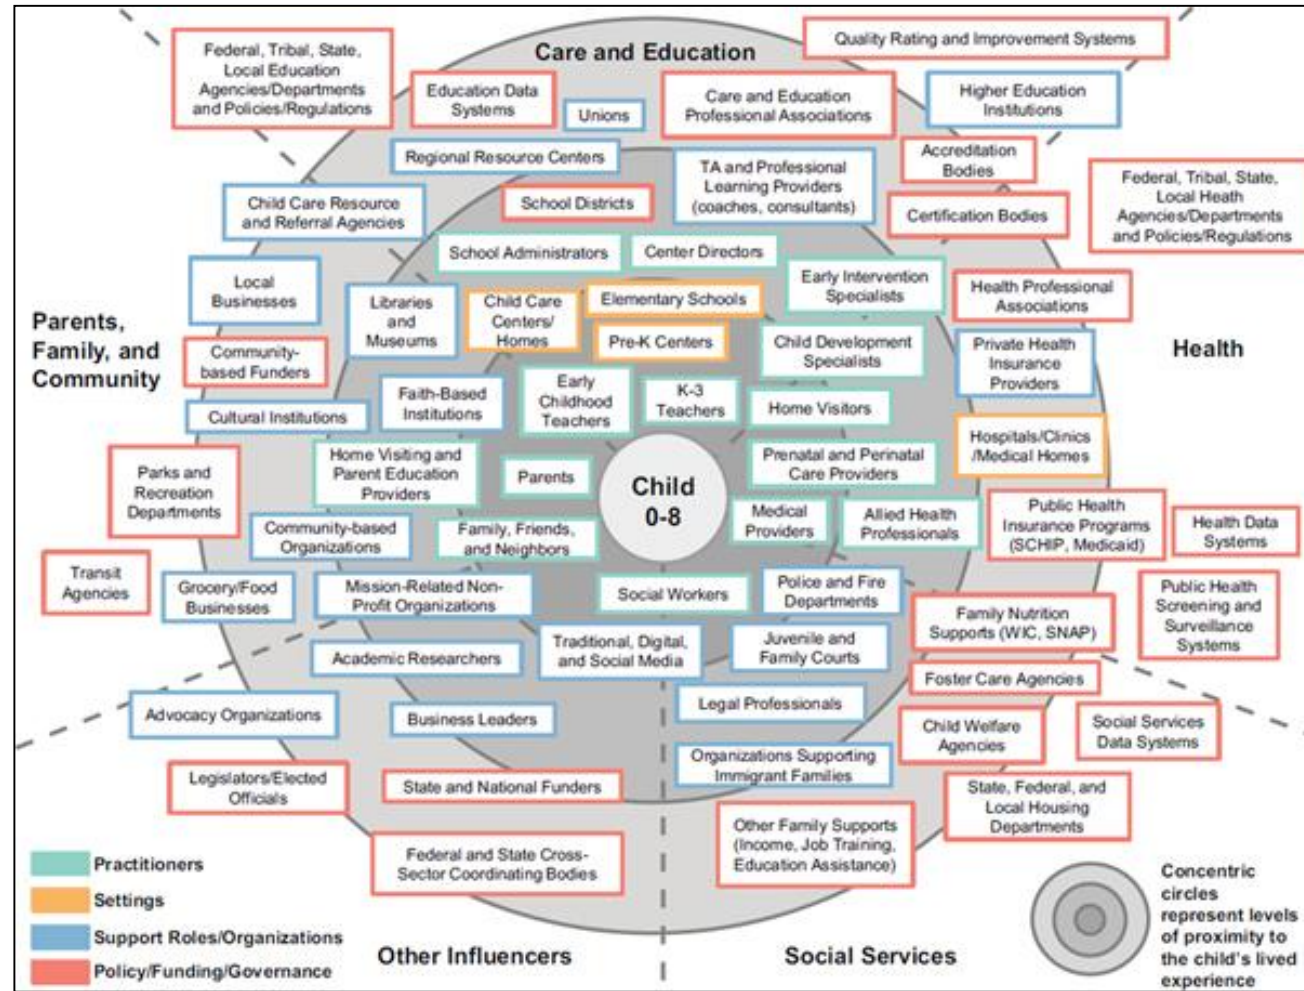 Care and Education
Quality Rating and Improvement Systems
Federal, Tribal, State,
Local Education
Agencies/Departments
and Policies/Regulations
Education Data
Systems
Unions
Care and Education
Professional Associations
Higher Education
Institutions
Regional Resource Centers
TA and Professional
Learning Providers
(coaches, consultants)
Accreditation
Bodies
Federal, Tribal, State,
Local Heath
Agencies/Departments
and Policies/Regulations
Child Care Resource
and Referral Agencies
School Districts
Certification Bodies
School Administrators
Center Directors
Early Intervention
Specialists
Health Professional
Associations
Local
Businesses
Libraries
and
Museums
Child Care
Centers/
Homes
Elementary Schools
Pre-K Centers
Child Development
Specialists
Private Health
Insurance
Providers
Parents,
Family, and
Community
Health
Community-
based Funders
Cultural Institutions
Faith-Based
Institutions
Early
Childhood
Teachers
K-3
Teachers
Home Visitors
Hospitals/Clinics
/Medical Homes
Parks and
Recreation
Departments
Home Visiting and
Parent Education
Providers
Parents
Child
0-8
Prenatal and Perinatal
Care Providers
Community-based
Organizations
Family, Friends,
and Neighbors
Medical
Providers
Allied Health
Professionals
Public Health
Insurance Programs
(SCHIP, Medicaid)
Health Data
Systems
Transit
Agencies
Grocery/Food
Businesses
Mission-Related Non-
Profit Organizations
Social Workers
Police and Fire
Departments
Family Nutrition
Supports (WIC, SNAP)
Public Health
Screening and
Surveillance
Systems
Academic Researchers
Traditional, Digital,
and Social Media
Juvenile and
Family Courts
Foster Care Agencies
Advocacy Organizations
Business Leaders
Legal Professionals
Child Welfare
Agencies
Social Services
Data Systems
Legislators/Elected
Officials
State and National Funders
Organizations Supporting
Immigrant Families
State, Federal, and
Local Housing
Departments
Federal and State Cross-
Sector Coordinating Bodies
Other Family Supports
(Income, Job Training,
Education Assistance)
Practitioners
Settings
Support Roles/Organizations
Policy/Funding/Governance
Other Influencers
Social Services
Concentric
circles
represent levels
of proximity to
the child's lived
experience